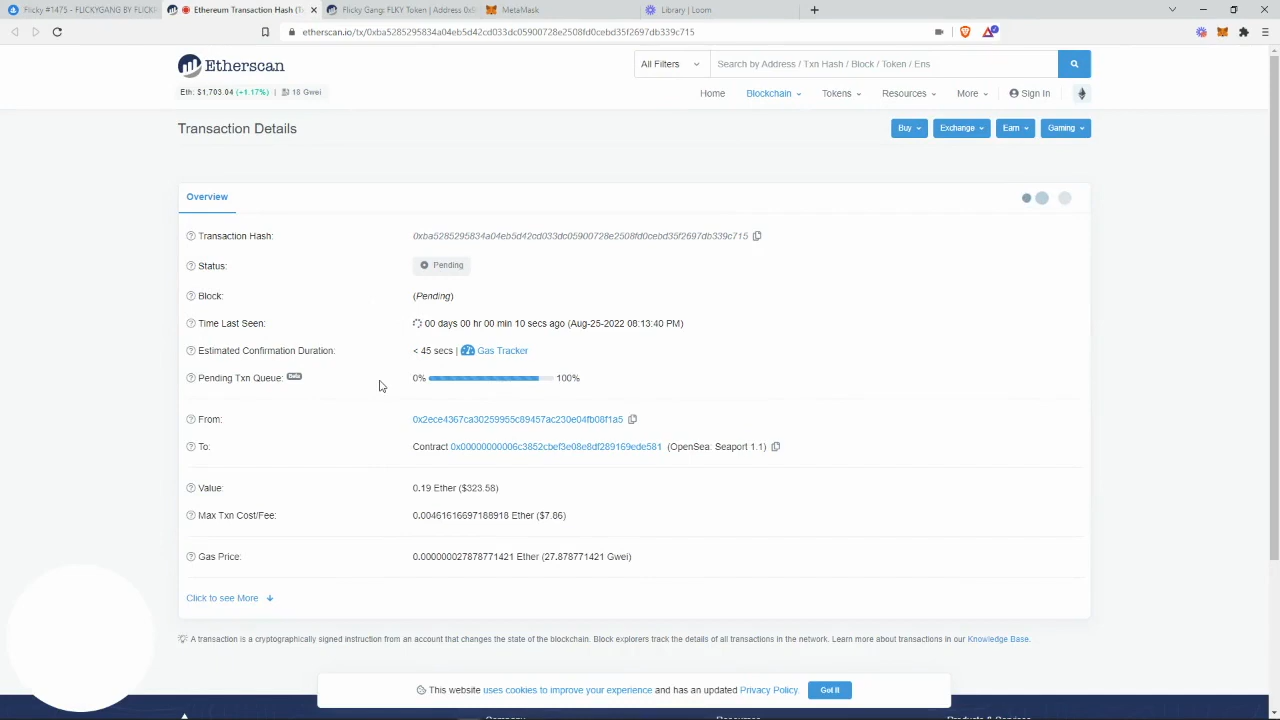 Flicky #1475 - FLICKYGANG BY FLICKI
Ethereum Transaction Hash (Tx
Flicky Gang: FLKY Token | Address 0x5
MetaMask
Library | Loom
etherscan.io/tx/0xba5285295834a04eb5d42cd033dc05900728e2508fd0cebd35f2697db339c715
Etherscan
All Filters
Search by Address / Txn Hash / Block / Token / Ens
Eth: $1,703.04 (+1.17%) | 18 Gwei
Home
Blockchain
Tokens
Resources
More
Sign In
Transaction Details
Buy
Exchange
Earn
Gaming
Overview
Transaction Hash: 0xba5285295834a04eb5d42cd033dc05900728e2508fd0cebd35f2697db339c715
Status: Pending
Block: (Pending)
Time Last Seen: 00 days 00 hr 00 min 10 secs ago (Aug-25-2022 08:13:40 PM)
Estimated Confirmation Duration: < 45 secs | Gas Tracker
Pending Txn Queue: Beta 0% 100%
From: 0x2ece4367ca30259955c89457ac230e04fb08f1a5
To: Contract 0x00000000006c3852cbef3e08e8df289169ede581 (OpenSea: Seaport 1.1)
Value: 0.19 Ether ($323.58)
Max Txn Cost/Fee: 0.00461616697188918 Ether ($7.86)
Gas Price: 0.000000027878771421 Ether (27.878771421 Gwei)
Click to see More
A transaction is a cryptographically signed instruction from an account that changes the state of the blockchain. Block explorers track the details of all transactions in the network. Learn more about transactions in our Knowledge Base.
This website uses cookies to improve your experience and has an updated Privacy Policy.
Got It